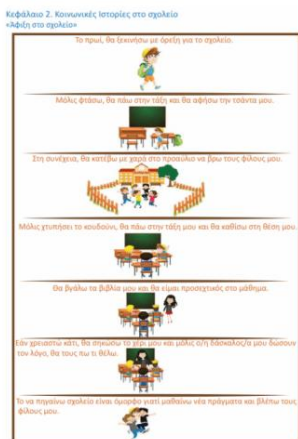 Κεφάλαιο 2. Κοινωνικές Ιστορίες στο σχολείο
«Άφιξη στο σχολείο»
Το πρωί, θα ξεκινήσω με όρεξη για το σχολείο.
Μόλις φτάσω, θα πάω στην τάξη και θα αφήσω την τσάντα μου.
Στη συνέχεια, θα κατέβω με χαρά στο προαύλιο να βρω τους φίλους μου.
Μόλις χτυπήσει το κουδούνι, θα πάω στην τάξη μου και θα καθίσω στη θέση μου.
Θα βγάλω τα βιβλία μου και θα είμαι προσεχτικός στο μάθημα.
Εάν χρειαστώ κάτι, θα σηκώσω το χέρι μου και μόλις ο/η δάσκαλος/α μου δώσουν
τον λόγο, θα τους πω τι θέλω.
Το να πηγαίνω σχολείο είναι όμορφο γιατί μαθαίνω νέα πράγματα και βλέπω τους
φίλους μου.